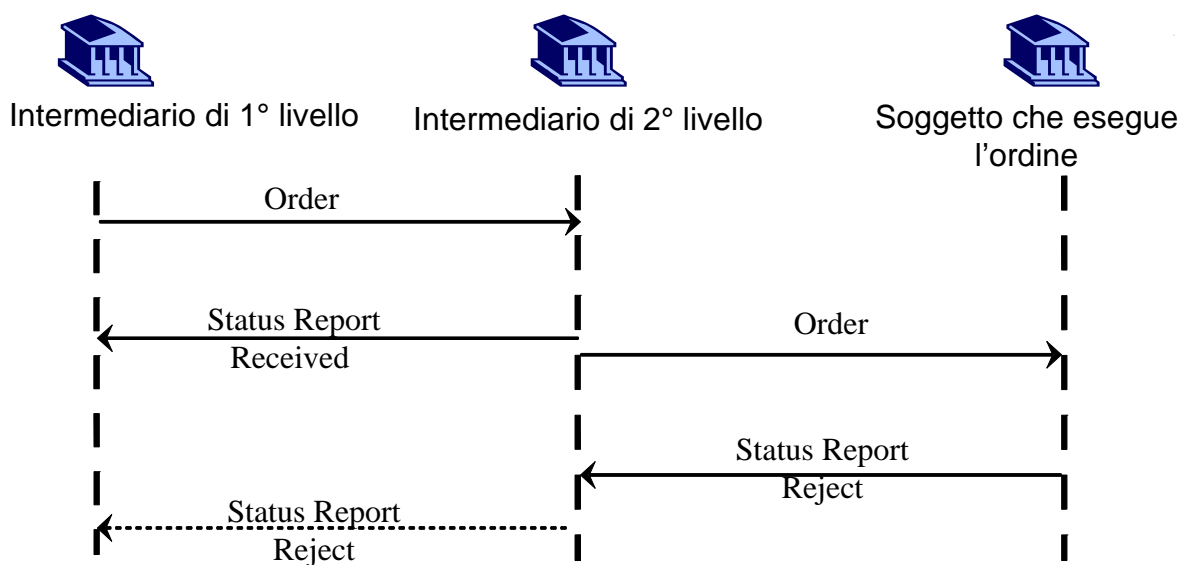 Intermediario di 1° livello
Intermediario di 2° livello
Soggetto che esegue
l'ordine
Order
Status Report
Received
Order
Status Report
Reject
Status Report
Reject